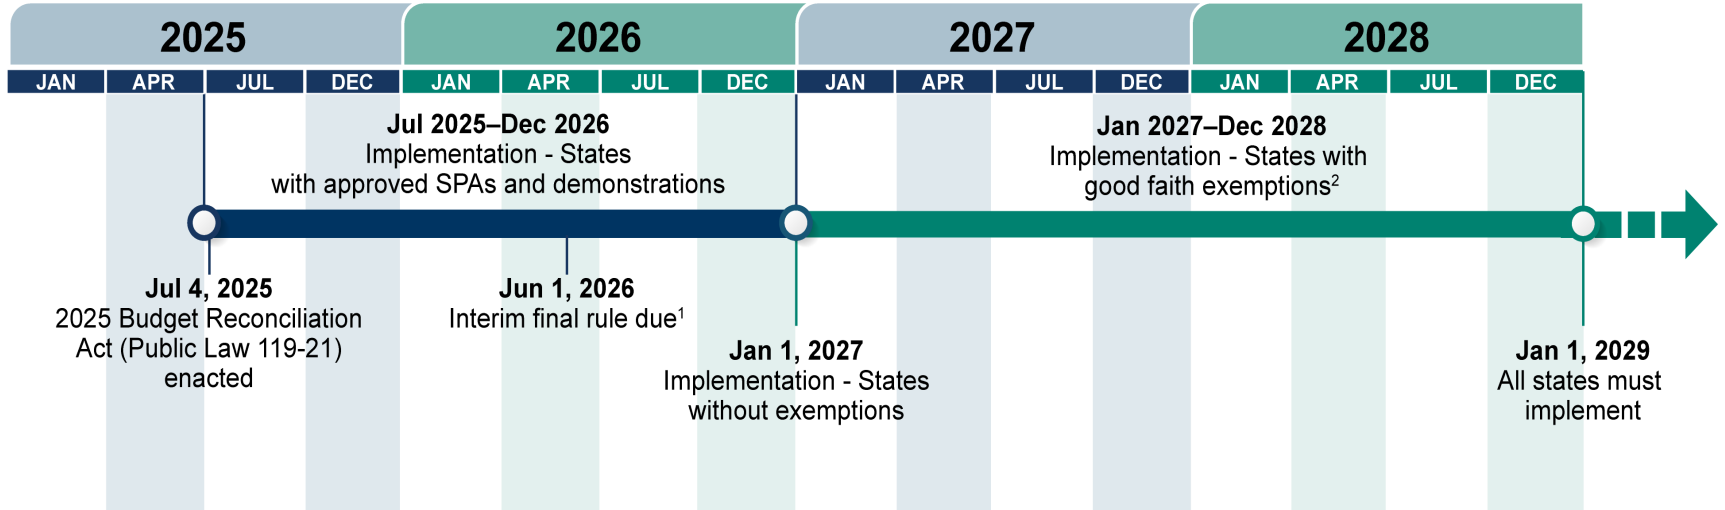 2025 2026 2027 2028
JAN APR JUL DEC JAN APR JUL DEC JAN APR JUL DEC JAN APR JUL DEC
Jul 2025–Dec 2026
Implementation - States
with approved SPAs and demonstrations
Jan 2027–Dec 2028
Implementation - States with
good faith exemptions²
Jul 4, 2025
2025 Budget Reconciliation
Act (Public Law 119-21)
enacted
Jun 1, 2026
Interim final rule due¹
Jan 1, 2027
Implementation - States
without exemptions
Jan 1, 2029
All states must
implement